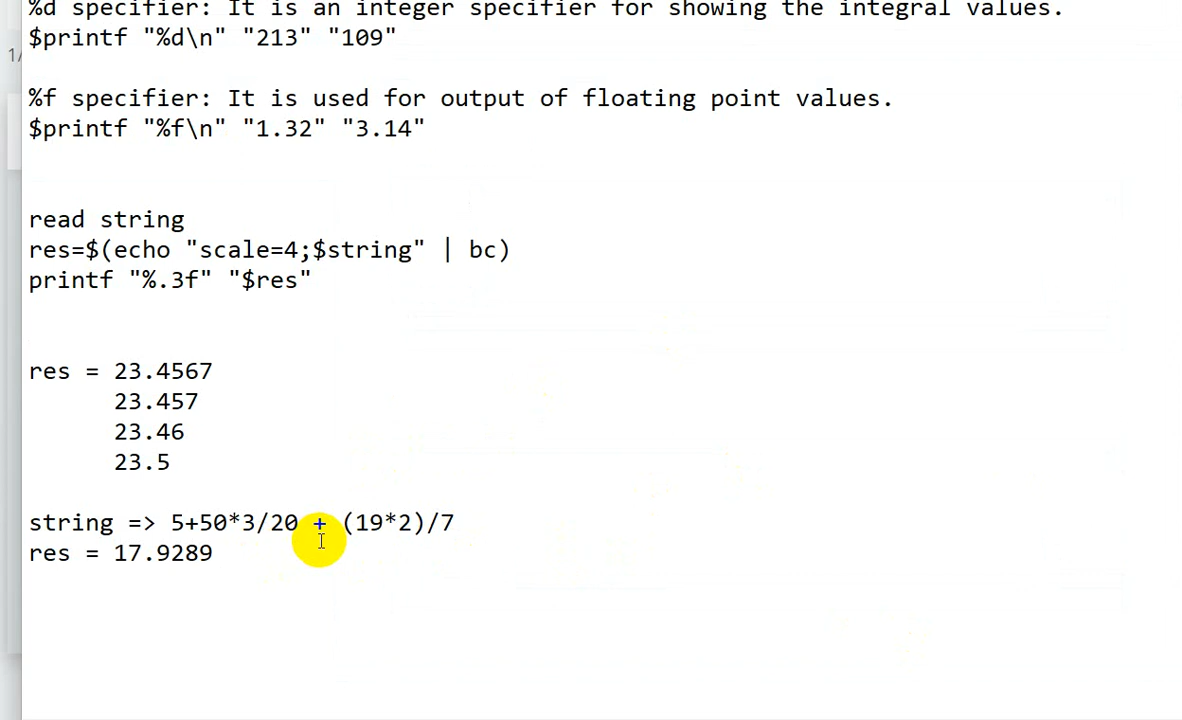 %d specifier: It is an integer specifier for showing the integral values.
$printf "%d\n" "213" "109"
1/
%f specifier: It is used for output of floating point values.
$printf "%f\n" "1.32" "3.14"
read string
res=$(echo "scale=4;$string" | bc)
printf "%.3f" "$res"
res = 23.4567
23.457
23.46
23.5
string => 5+50*3/20 + (19*2)/7
res = 17.9289